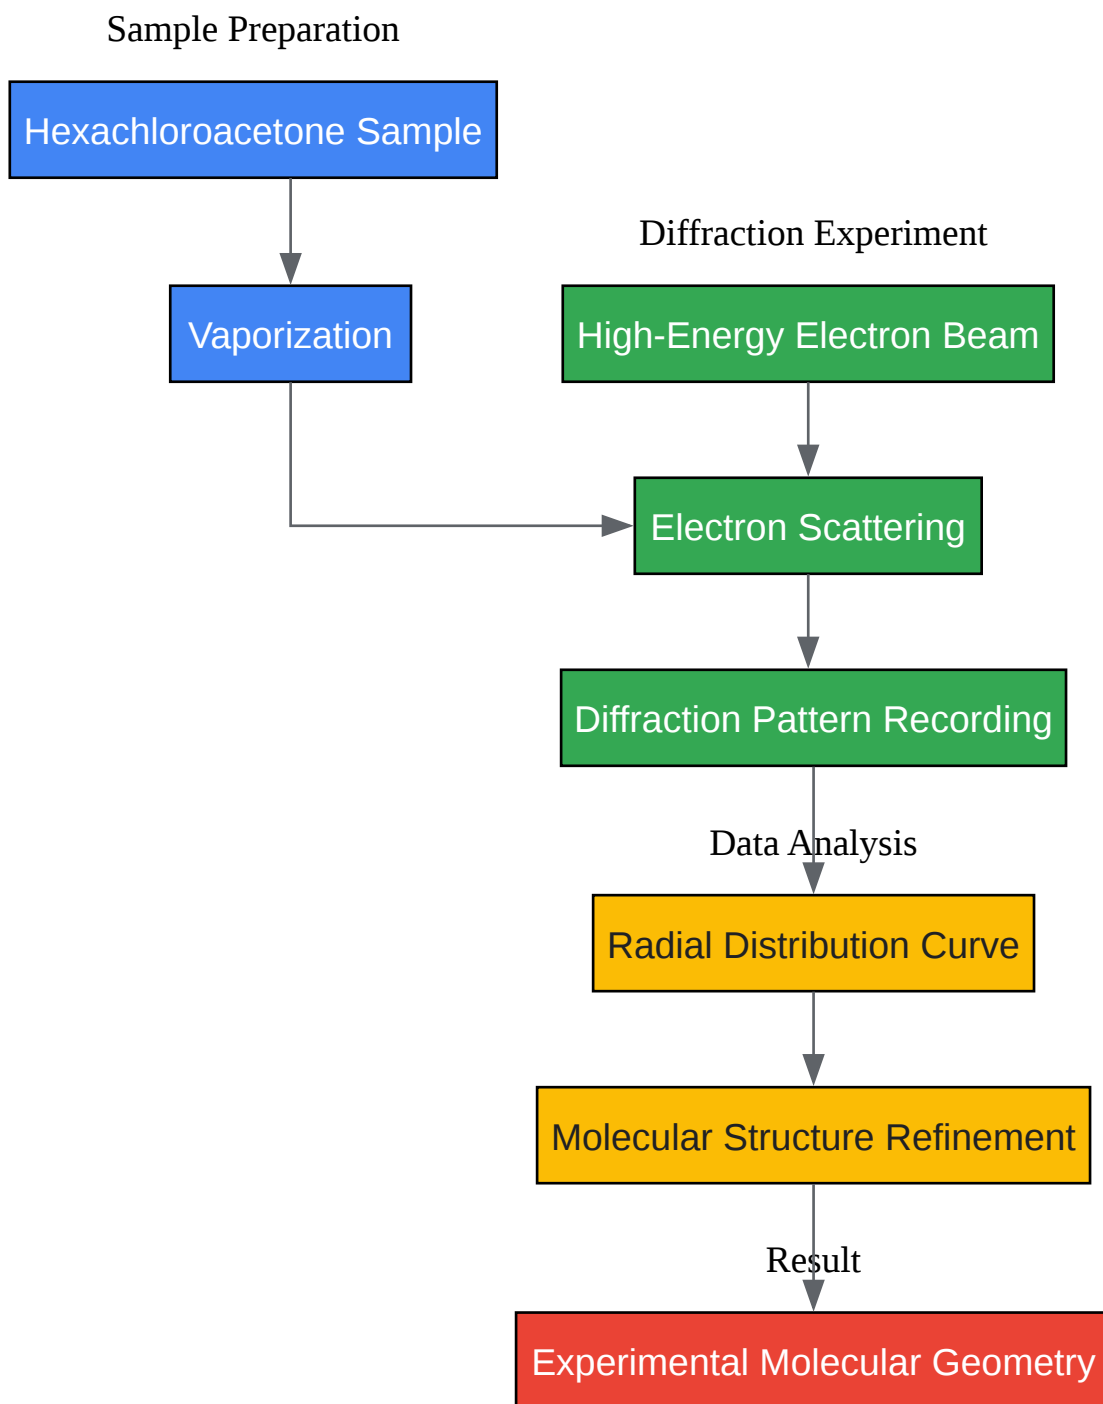 Sample Preparation
Hexachloroacetone Sample
Diffraction Experiment
Vaporization
High-Energy Electron Beam
Electron Scattering
Diffraction Pattern Recording
Data Analysis
Radial Distribution Curve
Molecular Structure Refinement
Result
Experimental Molecular Geometry